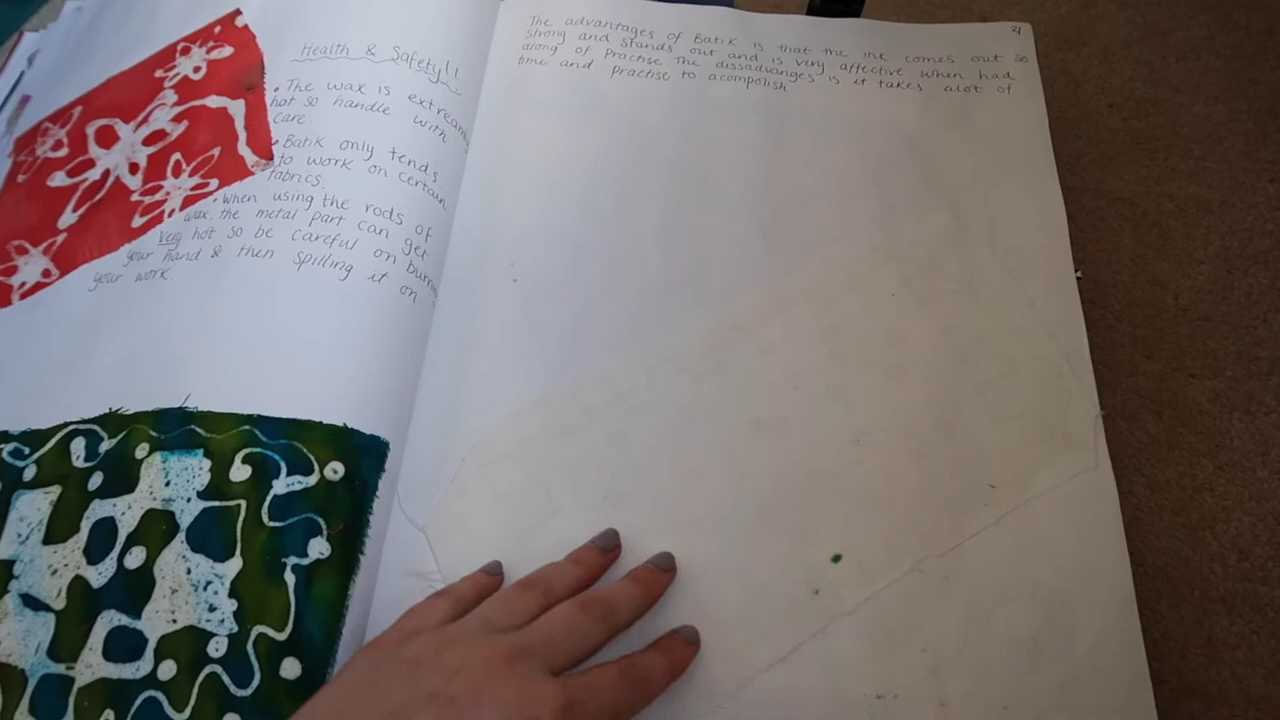 Health & Safety!!
• The wax is extreamly
hot so handle with
care.
• Batik only tends
to work on certain
fabrics.
• When using the rods of
wax, the metal part can get
very hot so be careful on burning
your hand & then spilling it on
your work.
21
The advantages of Batik is that the ink comes out so
strong and stands out and is very affective when had
along of Practise The dissadvanges is it takes alot of
time and Practise to acomplish